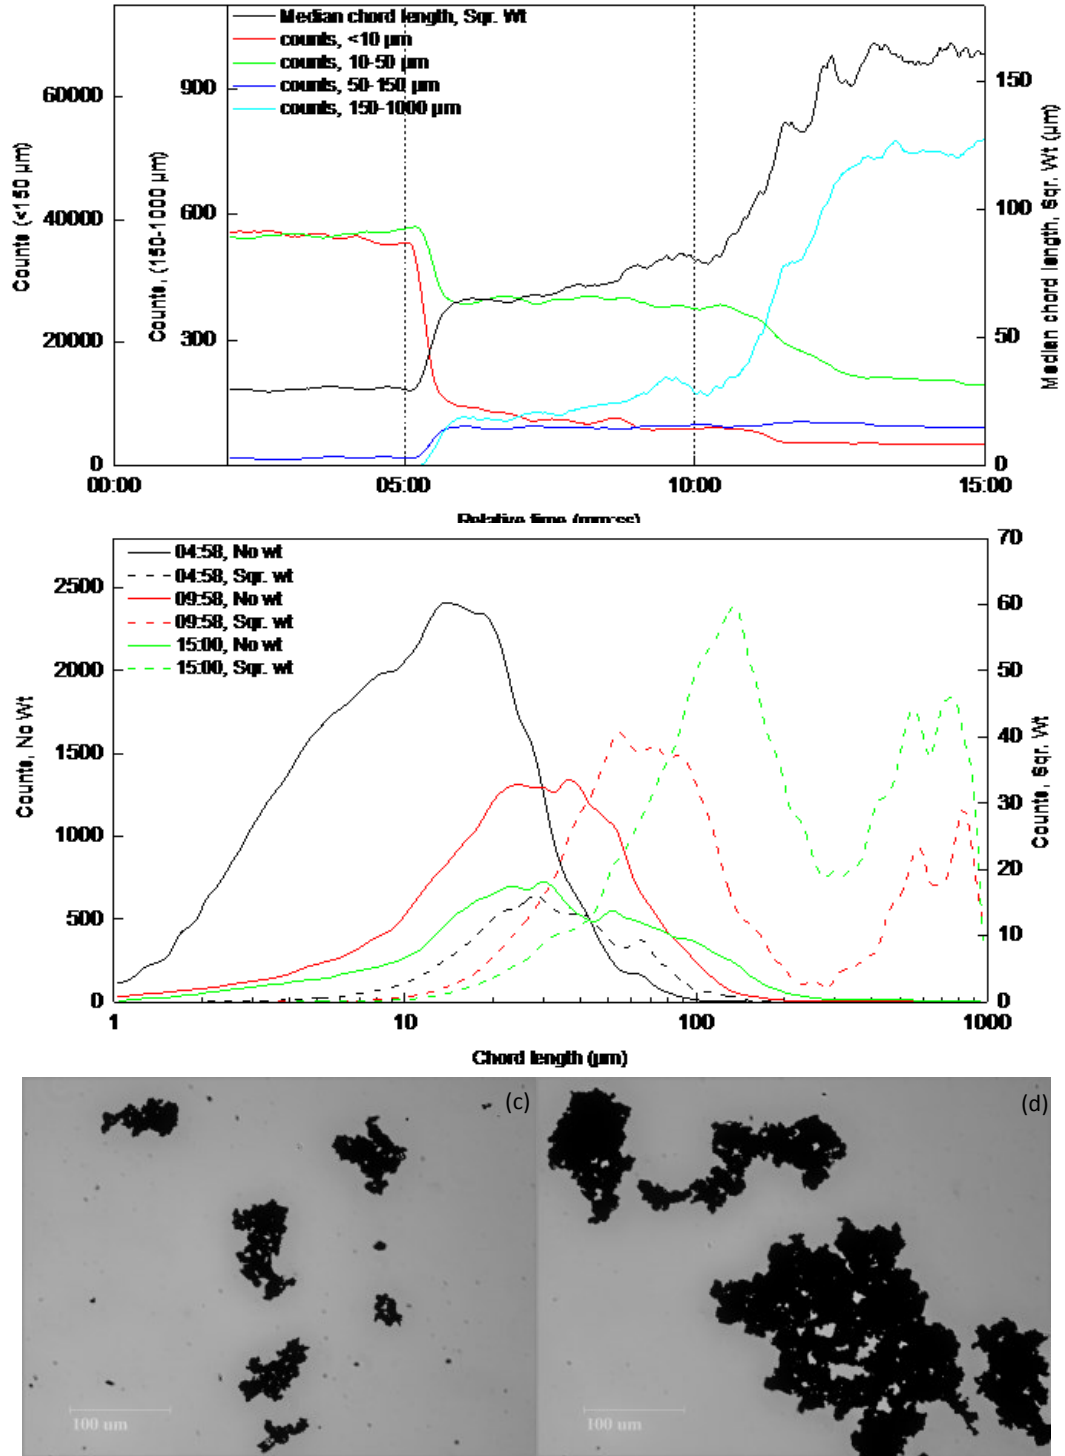 Median chord length, Sqr. Wt
counts, <10 µm
counts, 10-50 µm
counts, 50-150 µm
counts, 150-1000 µm
Counts (<150 µm)
60000
40000
20000
0
Counts, (150-1000 µm)
900
600
300
Median chord length, Sqr. Wt (µm)
150
100
50
0
00:00 05:00 10:00 15:00
Relative time (mm:ss)
04:58, No wt
04:58, Sqr. wt
09:58, No wt
09:58, Sqr. wt
15:00, No wt
15:00, Sqr. wt
Counts, No Wt
2500
2000
1500
1000
500
0
Counts, Sqr. Wt
70
60
50
40
30
20
10
0
1 10 100 1000
Chord length (µm)
(c)
(d)
100 um
100 um